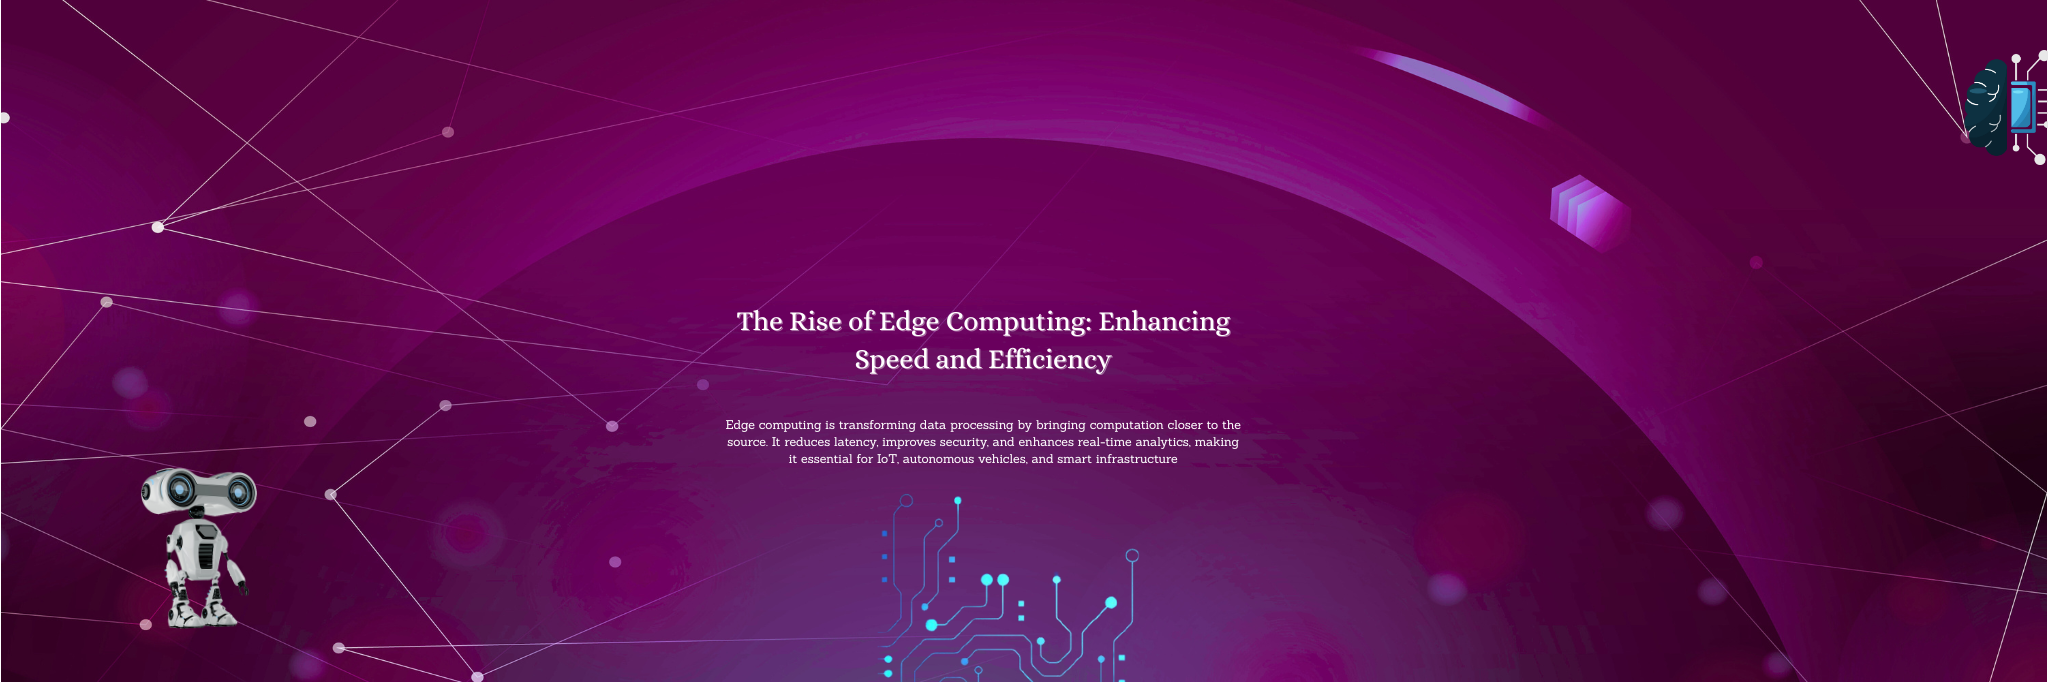 The Rise of Edge Computing: Enhancing
Speed and Efficiency
Edge computing is transforming data processing by bringing computation closer to the
source. It reduces latency, improves security, and enhances real-time analytics, making
it essential for IoT, autonomous vehicles, and smart infrastructure